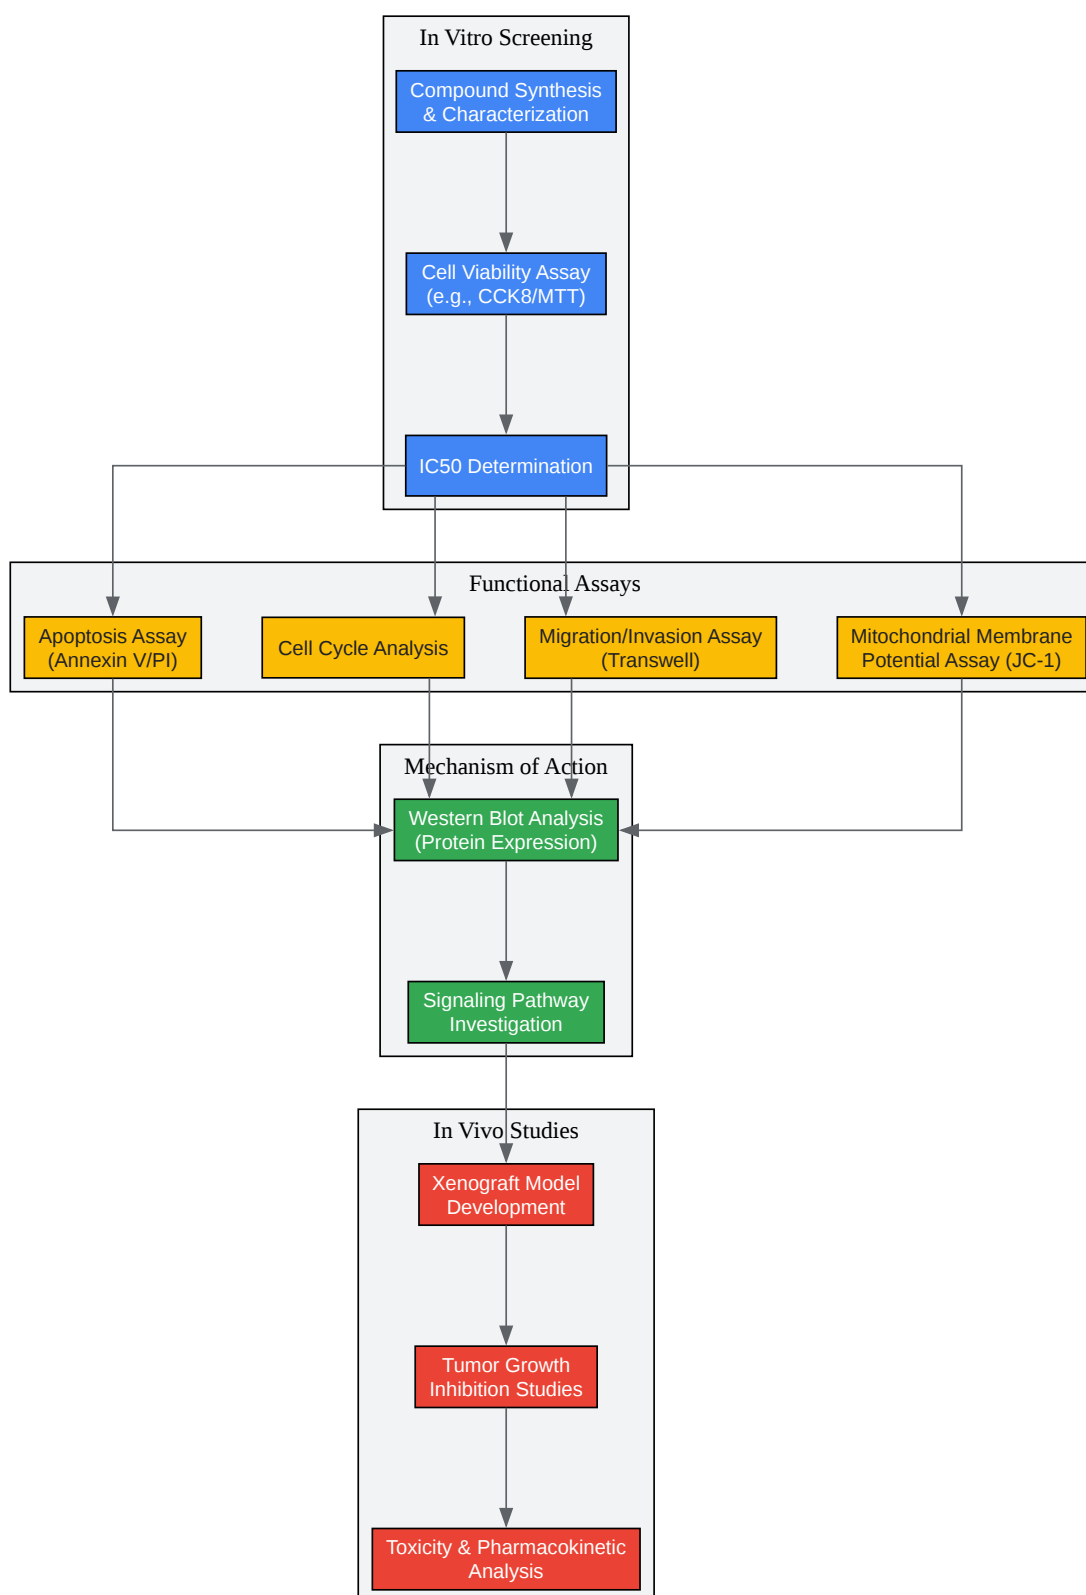 In Vitro Screening
Compound Synthesis
& Characterization
Cell Viability Assay
(e.g., CCK8/MTT)
IC50 Determination
Functional Assays
Apoptosis Assay
(Annexin V/PI)
Cell Cycle Analysis
Migration/Invasion Assay
(Transwell)
Mitochondrial Membrane
Potential Assay (JC-1)
Mechanism of Action
Western Blot Analysis
(Protein Expression)
Signaling Pathway
Investigation
In Vivo Studies
Xenograft Model
Development
Tumor Growth
Inhibition Studies
Toxicity & Pharmacokinetic
Analysis